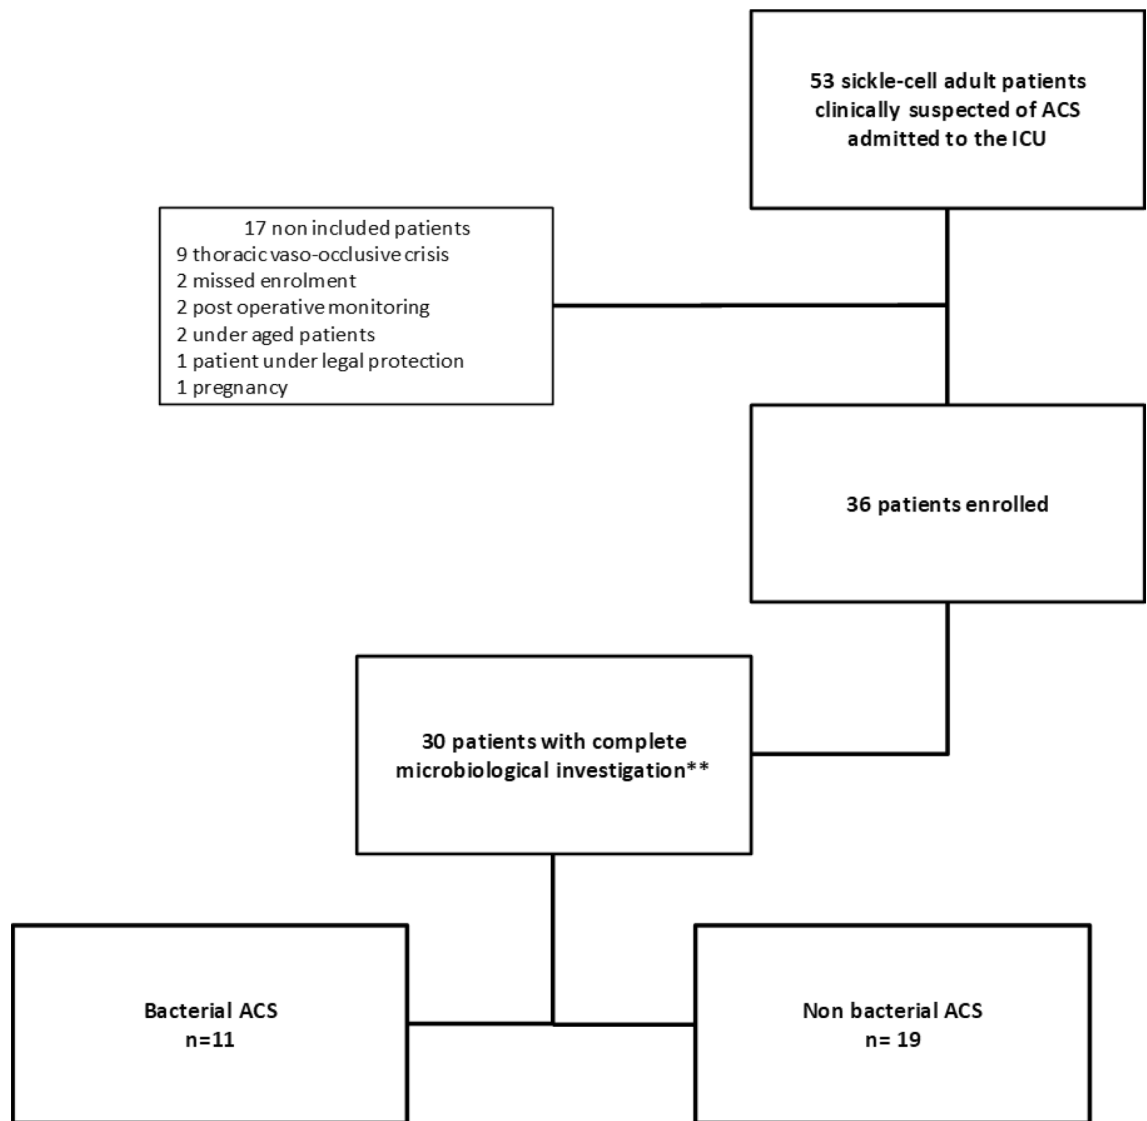 53 sickle-cell adult patients
clinically suspected of ACS
admitted to the ICU
17 non included patients
9 thoracic vaso-occlusive crisis
2 missed enrolment
2 post operative monitoring
2 under aged patients
1 patient under legal protection
1 pregnancy
36 patients enrolled
30 patients with complete
microbiological investigation**
Bacterial ACS
n=11
Non bacterial ACS
n= 19